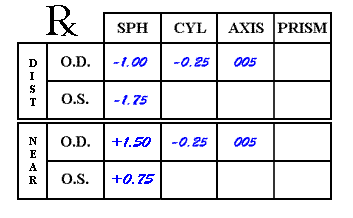 Rx SPH CYL AXIS PRISM
DIST
O.D. -1.00 -0.25 005
O.S. -1.75
NEAR
O.D. +1.50 -0.25 005
O.S. +0.75